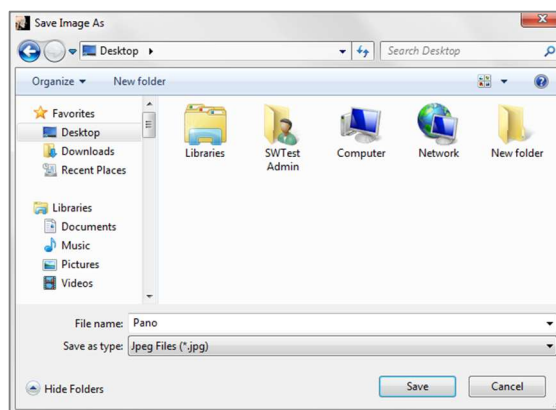 Save Image As
Desktop
Search Desktop
Organize
New folder
Favorites
Desktop
Downloads
Recent Places
Libraries
Documents
Music
Pictures
Videos
Libraries
SWTest
Admin
Computer
Network
New folder
File name: Pano
Save as type: Jpeg Files (*.jpg)
Hide Folders
Save
Cancel